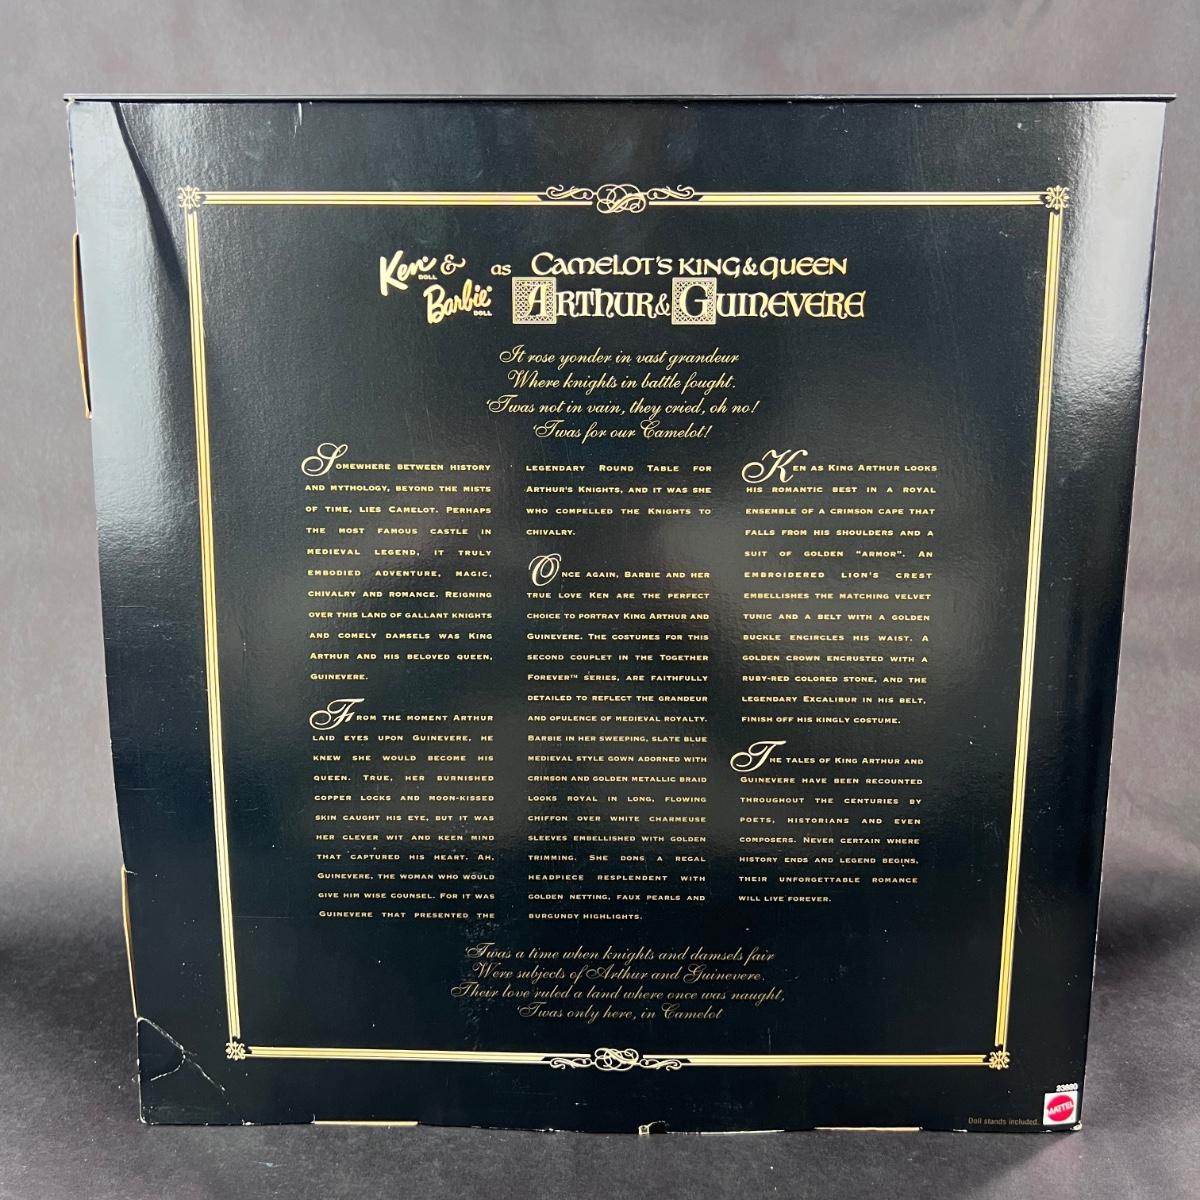 Ken® & as CAMELOT'S KING & QUEEN
DOLL
Barbie® ARTHUR & GUINEVERE
DOLL
It rose yonder in vast grandeur
Where knights in battle fought.
'Twas not in vain, they cried, oh no!
'Twas for our Camelot!
SOMEWHERE BETWEEN HISTORY
AND MYTHOLOGY, BEYOND THE MISTS
OF TIME, LIES CAMELOT. PERHAPS
THE MOST FAMOUS CASTLE IN
MEDIEVAL LEGEND, IT TRULY
EMBODIED ADVENTURE, MAGIC,
CHIVALRY AND ROMANCE. REIGNING
OVER THIS LAND OF GALLANT KNIGHTS
AND COMELY DAMSELS WAS KING
ARTHUR AND HIS BELOVED QUEEN,
GUINEVERE.
FROM THE MOMENT ARTHUR
LAID EYES UPON GUINEVERE, HE
KNEW SHE WOULD BECOME HIS
QUEEN. TRUE, HER BURNISHED
COPPER LOCKS AND MOON-KISSED
SKIN CAUGHT HIS EYE, BUT IT WAS
HER CLEVER WIT AND KEEN MIND
THAT CAPTURED HIS HEART. AH,
GUINEVERE, THE WOMAN WHO WOULD
GIVE HIM WISE COUNSEL. FOR IT WAS
GUINEVERE THAT PRESENTED THE
LEGENDARY ROUND TABLE FOR
ARTHUR'S KNIGHTS, AND IT WAS SHE
WHO COMPELLED THE KNIGHTS TO
CHIVALRY.
ONCE AGAIN, BARBIE AND HER
TRUE LOVE KEN ARE THE PERFECT
CHOICE TO PORTRAY KING ARTHUR AND
GUINEVERE. THE COSTUMES FOR THIS
SECOND COUPLET IN THE TOGETHER
FOREVER™ SERIES, ARE FAITHFULLY
DETAILED TO REFLECT THE GRANDEUR
AND OPULENCE OF MEDIEVAL ROYALTY.
BARBIE IN HER SWEEPING, SLATE BLUE
MEDIEVAL STYLE GOWN ADORNED WITH
CRIMSON AND GOLDEN METALLIC BRAID
LOOKS ROYAL IN LONG, FLOWING
CHIFFON OVER WHITE CHARMEUSE
SLEEVES EMBELLISHED WITH GOLDEN
TRIMMING. SHE DONS A REGAL
HEADPIECE RESPLENDENT WITH
GOLDEN NETTING, FAUX PEARLS AND
BURGUNDY HIGHLIGHTS.
KEN AS KING ARTHUR LOOKS
HIS ROMANTIC BEST IN A ROYAL
ENSEMBLE OF A CRIMSON CAPE THAT
FALLS FROM HIS SHOULDERS AND A
SUIT OF GOLDEN "ARMOR". AN
EMBROIDERED LION'S CREST
EMBELLISHES THE MATCHING VELVET
TUNIC AND A BELT WITH A GOLDEN
BUCKLE ENCIRCLES HIS WAIST. A
GOLDEN CROWN ENCRUSTED WITH A
RUBY-RED COLORED STONE, AND THE
LEGENDARY EXCALIBUR IN HIS BELT,
FINISH OFF HIS KINGLY COSTUME.
THE TALES OF KING ARTHUR AND
GUINEVERE HAVE BEEN RECOUNTED
THROUGHOUT THE CENTURIES BY
POETS, HISTORIANS AND EVEN
COMPOSERS. NEVER CERTAIN WHERE
HISTORY ENDS AND LEGEND BEGINS,
THEIR UNFORGETTABLE ROMANCE
WILL LIVE FOREVER.
'Twas a time when knights and damsels fair
Were subjects of Arthur and Guinevere.
Their love ruled a land where once was naught,
'Twas only here, in Camelot
23880
MATTEL
Doll stands included.